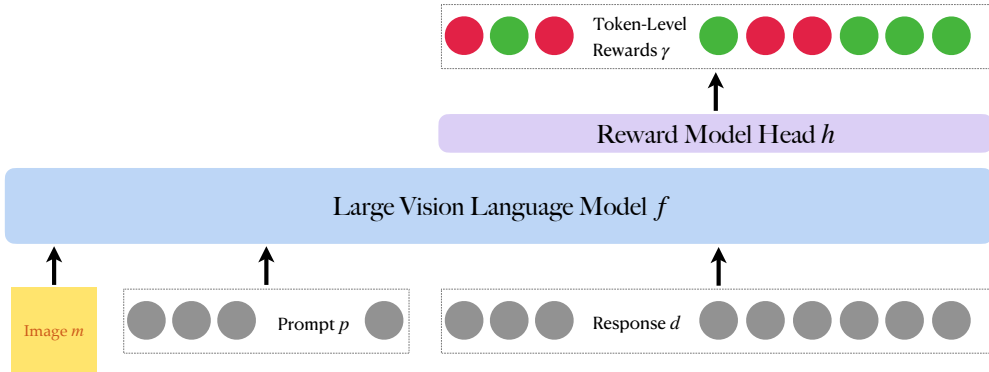 Token-Level
Rewards γ
Reward Model Head h
Large Vision Language Model f
Image m
Prompt p
Response d